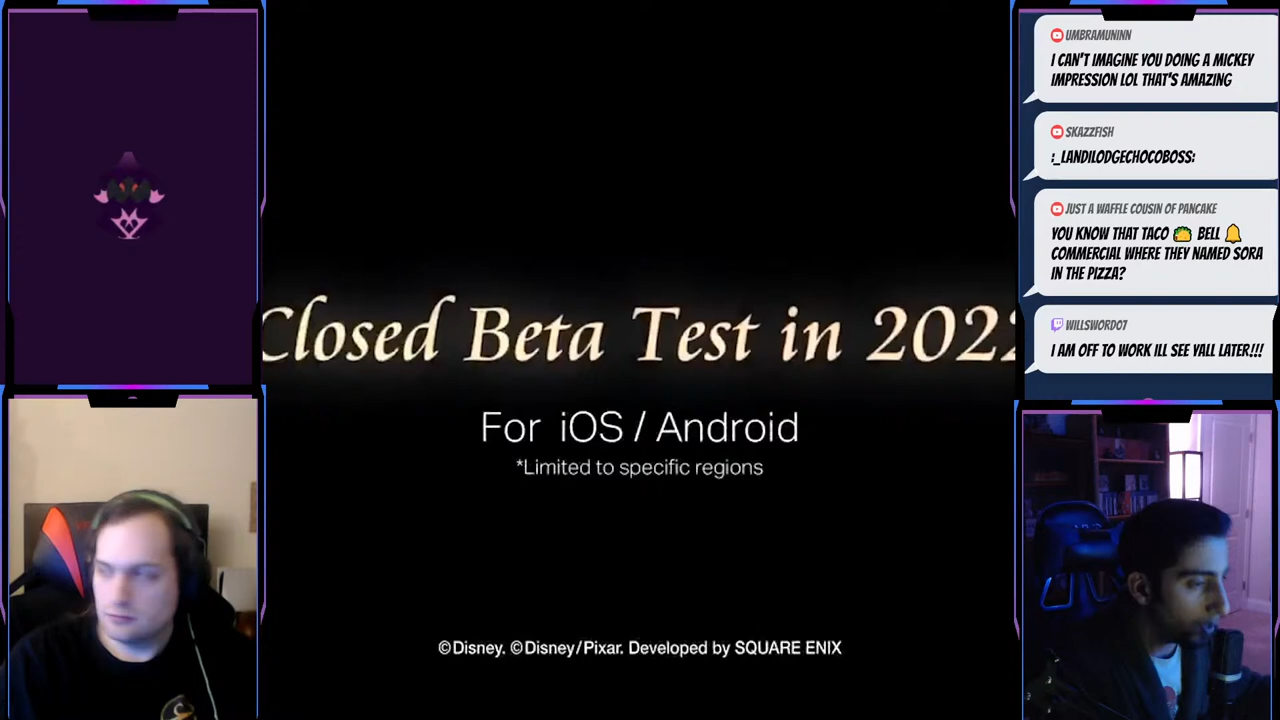 Closed Beta Test in 2022
For iOS / Android
*Limited to specific regions
©Disney. ©Disney/Pixar. Developed by SQUARE ENIX
UMBRAMUNINN
I CAN'T IMAGINE YOU DOING A MICKEY
IMPRESSION LOL THAT'S AMAZING
SKAZZFISH
:_LANDILODGECHOCOBOSS:
JUST A WAFFLE COUSIN OF PANCAKE
YOU KNOW THAT TACO 🌮 BELL 🔔
COMMERCIAL WHERE THEY NAMED SORA
IN THE PIZZA?
WILLSWORD07
I AM OFF TO WORK ILL SEE YALL LATER!!!